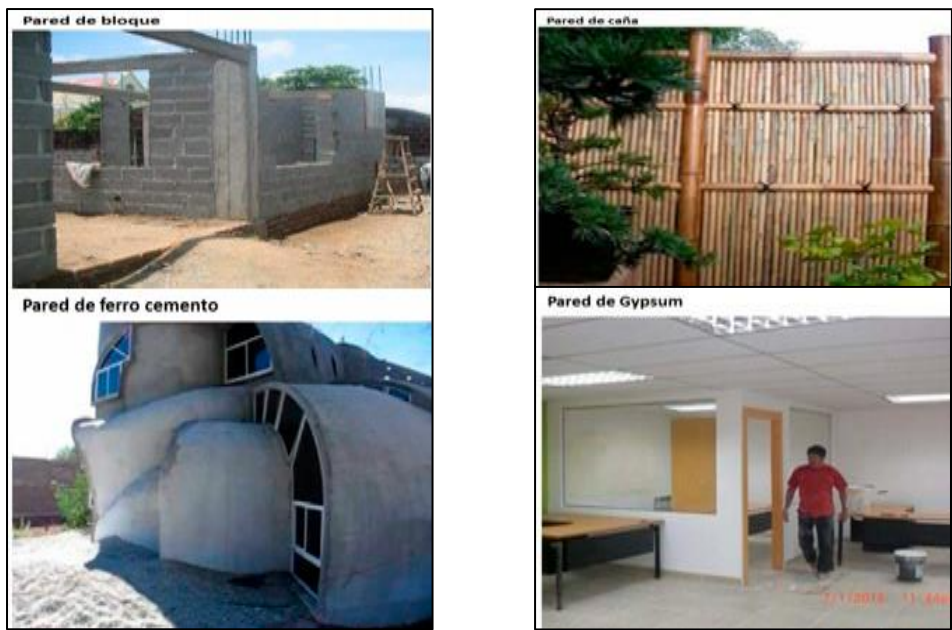 Pared de bloque
Pared de caña
Pared de ferro cemento
Pared de Gypsum